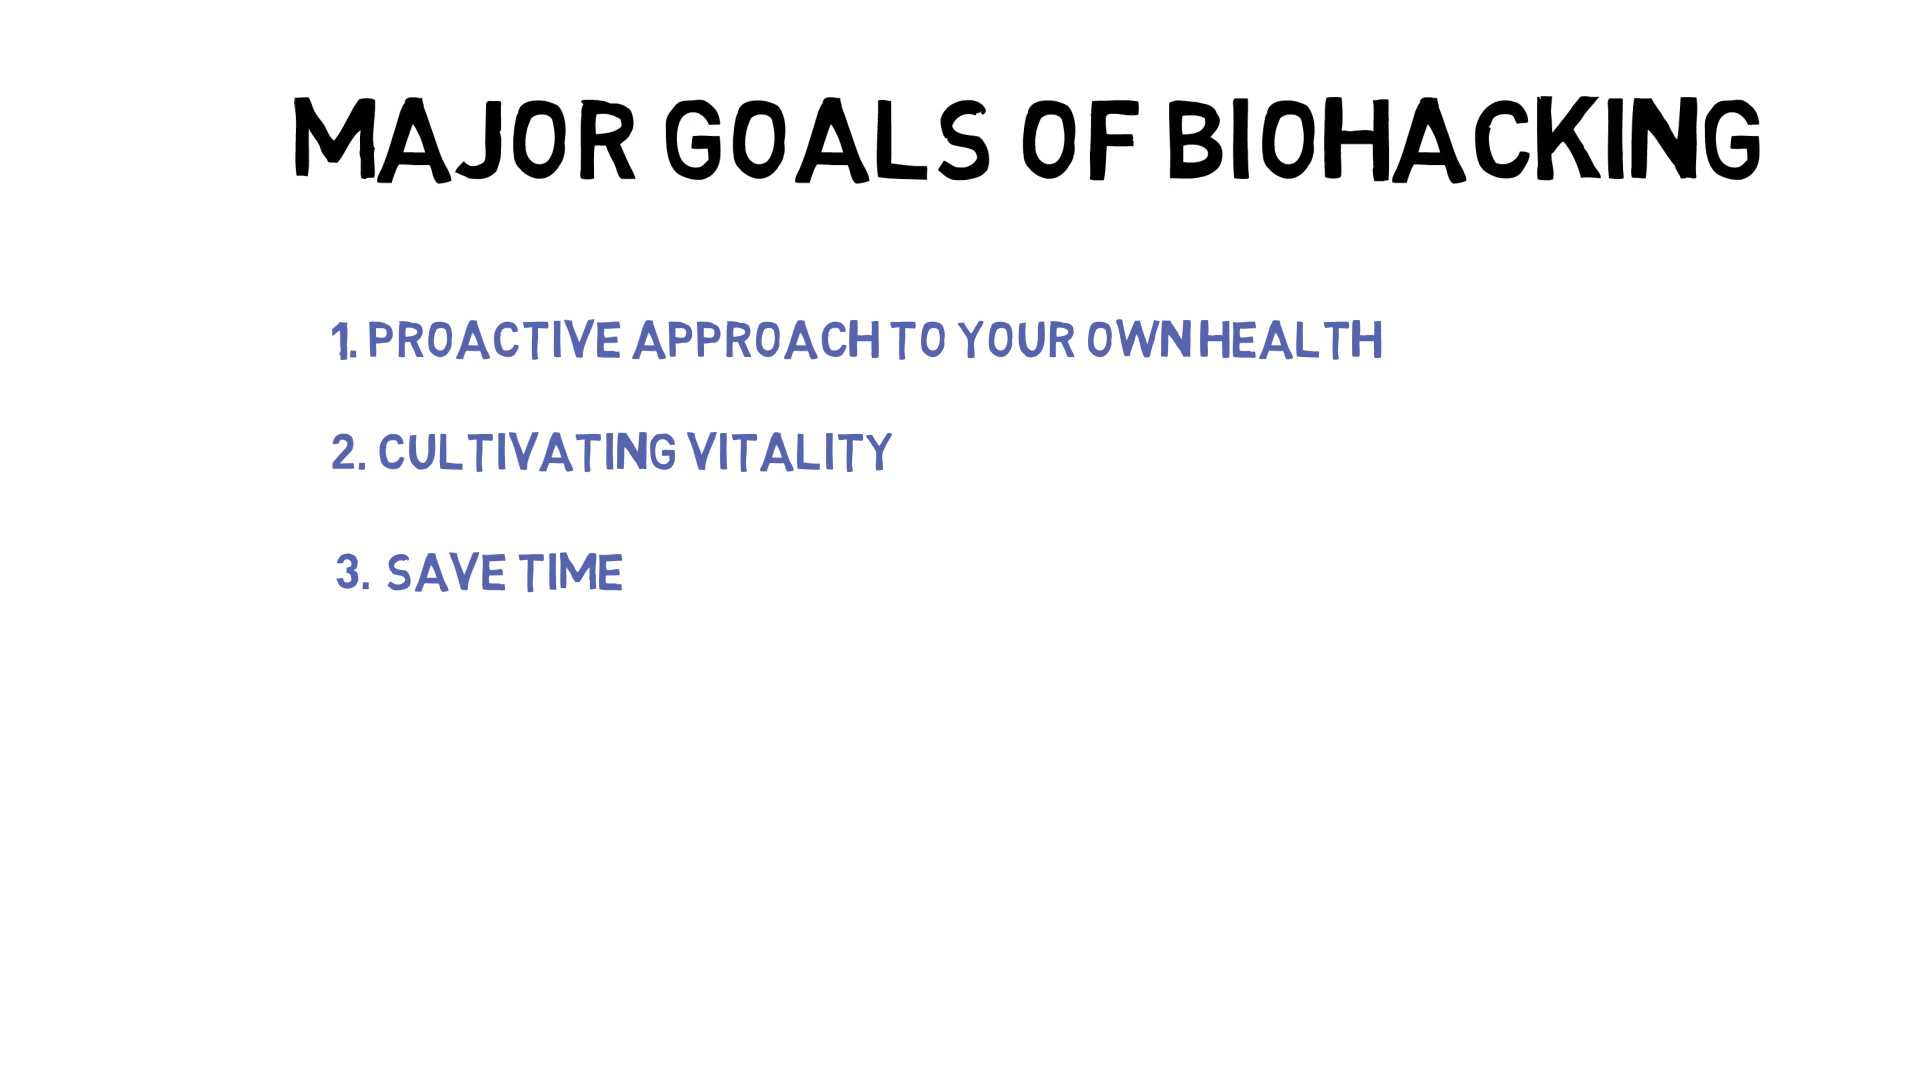 MAJOR GOALS OF BIOHACKING
1. PROACTIVE APPROACH TO YOUR OWN HEALTH
2. CULTIVATING VITALITY
3. SAVE TIME